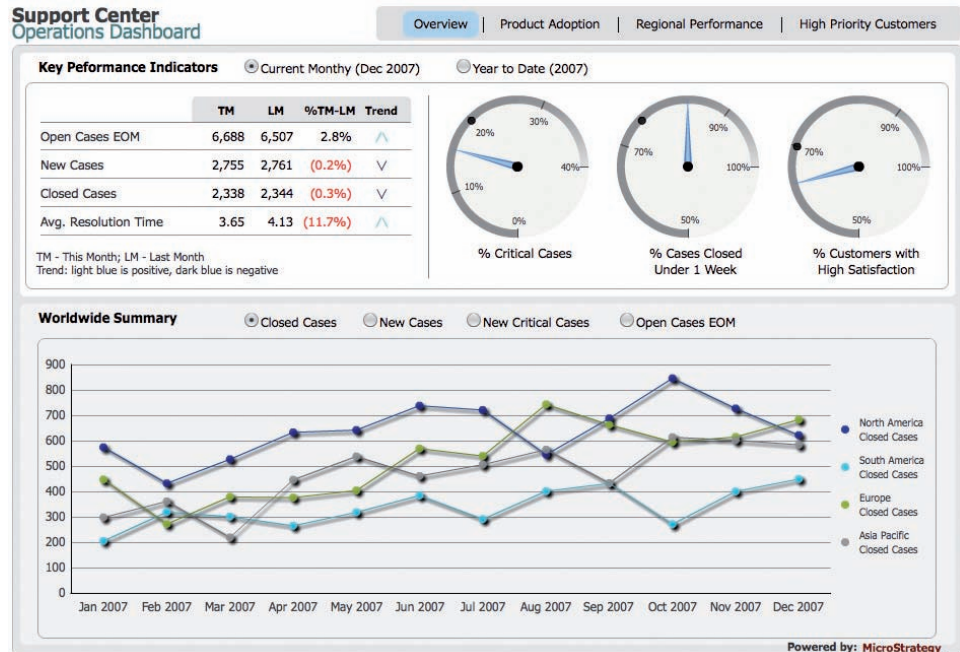 Support Center
Operations Dashboard
Overview | Product Adoption | Regional Performance | High Priority Customers
Key Peformance Indicators
Current Monthy (Dec 2007)
Year to Date (2007)
TM LM %TM-LM Trend
Open Cases EOM 6,688 6,507 2.8%
New Cases 2,755 2,761 (0.2%)
Closed Cases 2,338 2,344 (0.3%)
Avg. Resolution Time 3.65 4.13 (11.7%)
TM - This Month; LM - Last Month
Trend: light blue is positive, dark blue is negative
30%
20%
40%
10%
0%
% Critical Cases
90%
70%
100%
50%
% Cases Closed
Under 1 Week
90%
70%
100%
50%
% Customers with
High Satisfaction
Worldwide Summary
Closed Cases
New Cases
New Critical Cases
Open Cases EOM
900
800
700
600
500
400
300
200
100
0
Jan 2007 Feb 2007 Mar 2007 Apr 2007 May 2007 Jun 2007 Jul 2007 Aug 2007 Sep 2007 Oct 2007 Nov 2007 Dec 2007
North America
Closed Cases
South America
Closed Cases
Europe
Closed Cases
Asia Pacific
Closed Cases
Powered by: MicroStrategy